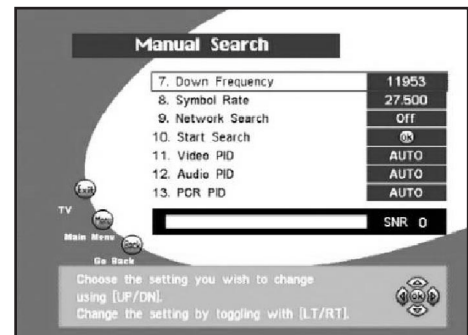 Manual Search
7. Down Frequency 11953
8. Symbol Rate 27.500
9. Network Search Off
10. Start Search OK
11. Video PID AUTO
12. Audio PID AUTO
13. PCR PID AUTO
SNR 0
Exit
TV
Menu
Main Menu
Back
Go Back
Choose the setting you wish to change
using [UP/DN].
Change the setting by toggling with [LT/RT].
OK